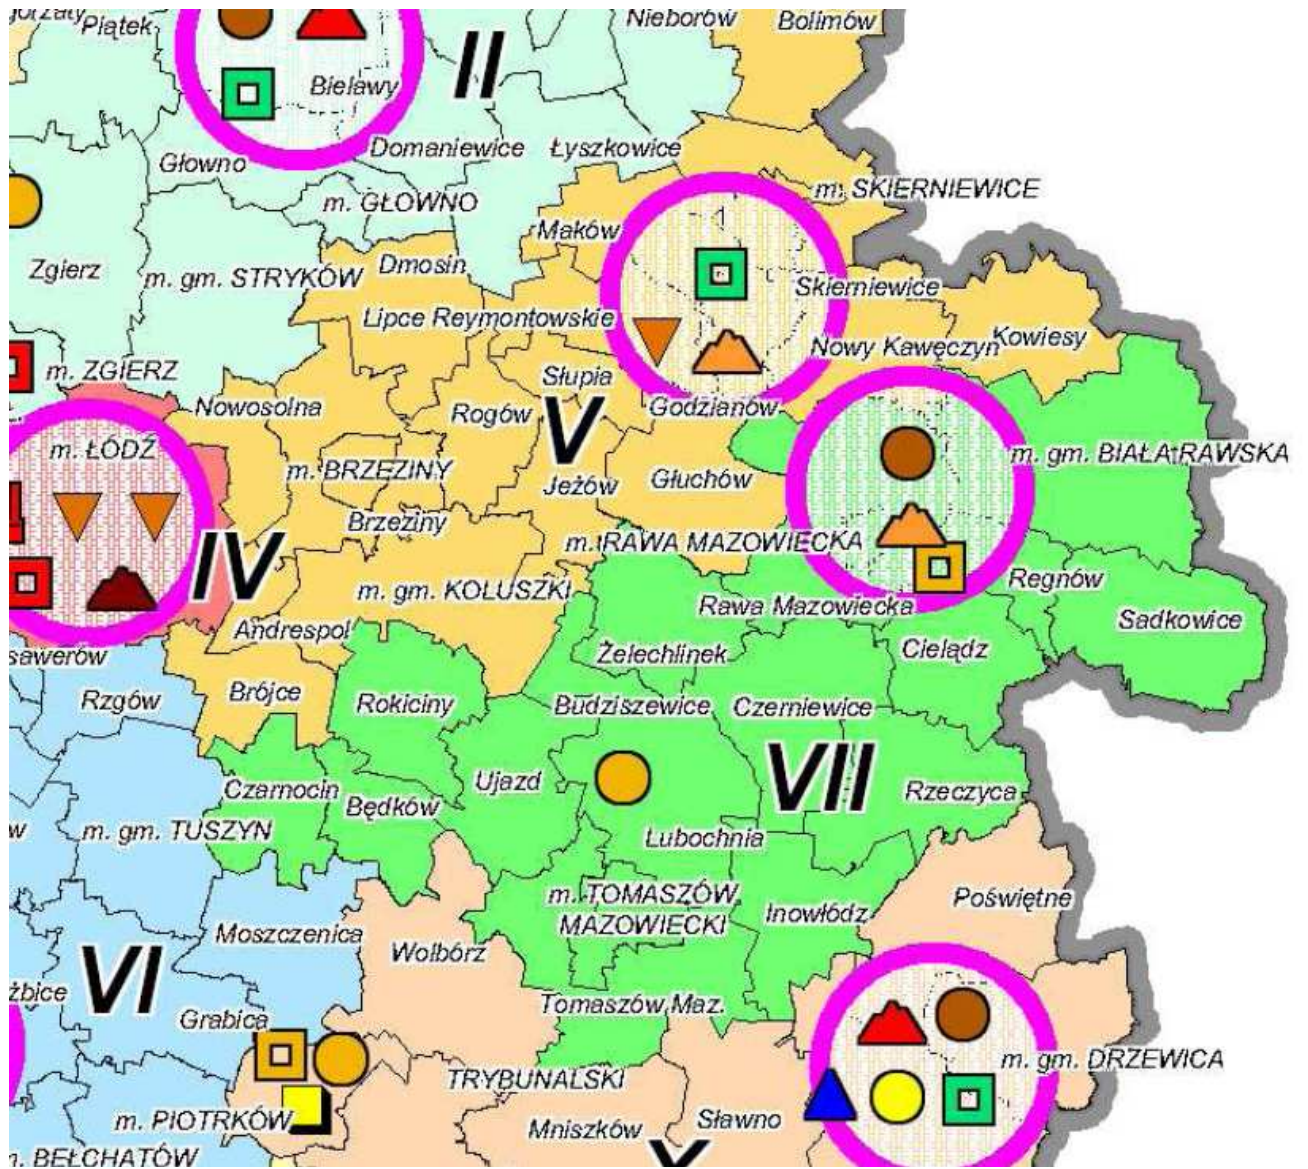 Piątek
Nieborów
Bolimów
II
Bielawy
Głowno
Domaniewice
Łyszkowice
m. GŁOWNO
m. SKIERNIEWICE
Maków
Zgierz
m. gm. STRYKÓW
Dmosin
Skierniewice
Lipce Reymontowskie
Nowy Kawęczyn
Kowiesy
m. ZGIERZ
Słupia
Nowosolna
Rogów
V
Godzianów
m. ŁÓDŹ
m. BRZEZINY
Jeżów
Głuchów
m. gm. BIAŁA RAWSKA
Brzeziny
IV
m. RAWA MAZOWIECKA
m. gm. KOLUSZKI
Regnów
Rawa Mazowiecka
Sadkowice
Andrespol
sawerów
Żelechlinek
Cielądz
Rzgów
Brójce
Rokiciny
Budziszewice
Czerniewice
Czarnocin
Będków
Ujazd
VII
Rzeczyca
w
m. gm. TUSZYN
Lubochnia
m. TOMASZÓW
MAZOWIECKI
Inowłódz
Poświętne
Moszczenica
Wolbórz
VI
żbice
Grabica
Tomaszów Maz.
m. gm. DRZEWICA
TRYBUNALSKI
m. PIOTRKÓW
Mniszków
Sławno
m. BEŁCHATÓW
X